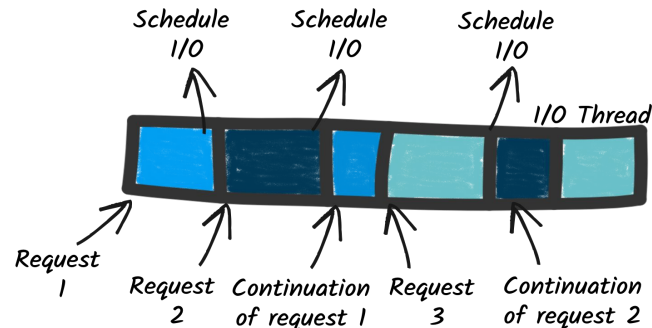 Schedule
I/O
Schedule
I/O
Schedule
I/O
I/O Thread
Request
1
Request
2
Continuation
of request 1
Request
3
Continuation
of request 2